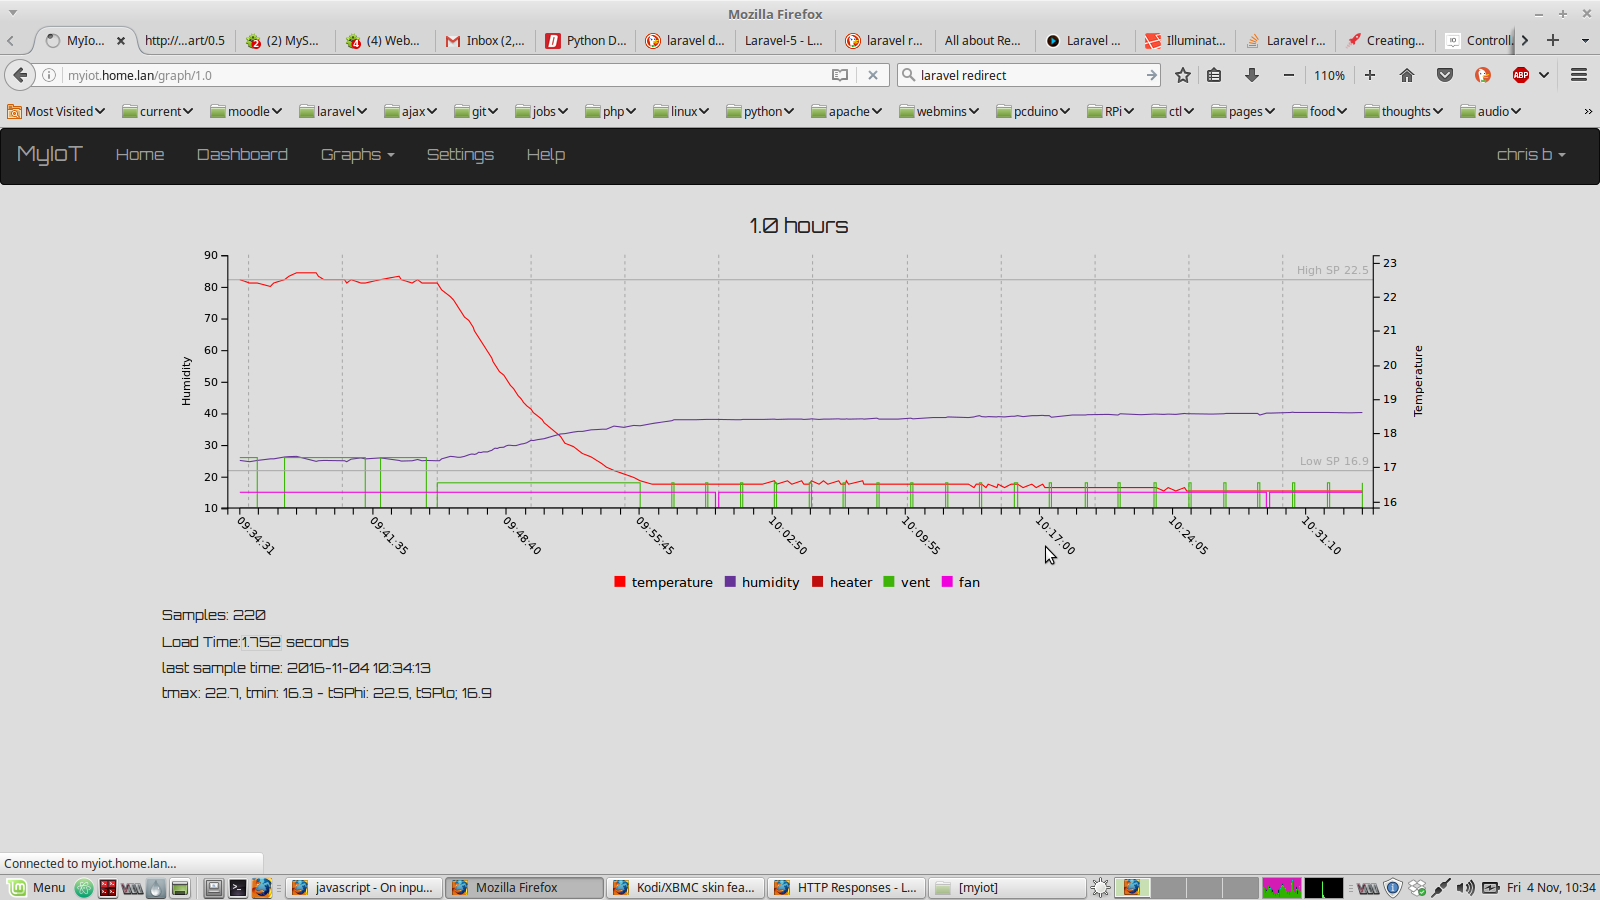 Mozilla Firefox
MyIo... http://...art/0.5 (2) MyS... (4) Web... Inbox (2,... Python D... laravel d... Laravel-5 - L... laravel r... All about Re... Laravel ... Illuminat... Laravel r... Creating... Controll.
myiot.home.lan/graph/1.0 laravel redirect 110% ABP
Most Visited current moodle laravel ajax git jobs php linux python apache webmins pcduino RPi ctl pages food thoughts audio »
MyIoT Home Dashboard Graphs Settings Help chris b
1.0 hours
High SP 22.5
Low SP 16.9
Humidity
90
80
70
60
50
40
30
20
10
Temperature
23
22
21
20
19
18
17
16
09:34:31 09:41:35 09:48:40 09:55:45 10:02:50 10:09:55 10:17:00 10:24:05 10:31:10
temperature humidity heater vent fan
Samples: 220
Load Time:1.752 seconds
last sample time: 2016-11-04 10:34:13
tmax: 22.7, tmin: 16.3 - tSPhi: 22.5, tSPlo; 16.9
Connected to myiot.home.lan...
Menu javascript - On inpu... Mozilla Firefox Kodi/XBMC skin fea... HTTP Responses - L... [myiot] Fri 4 Nov, 10:34